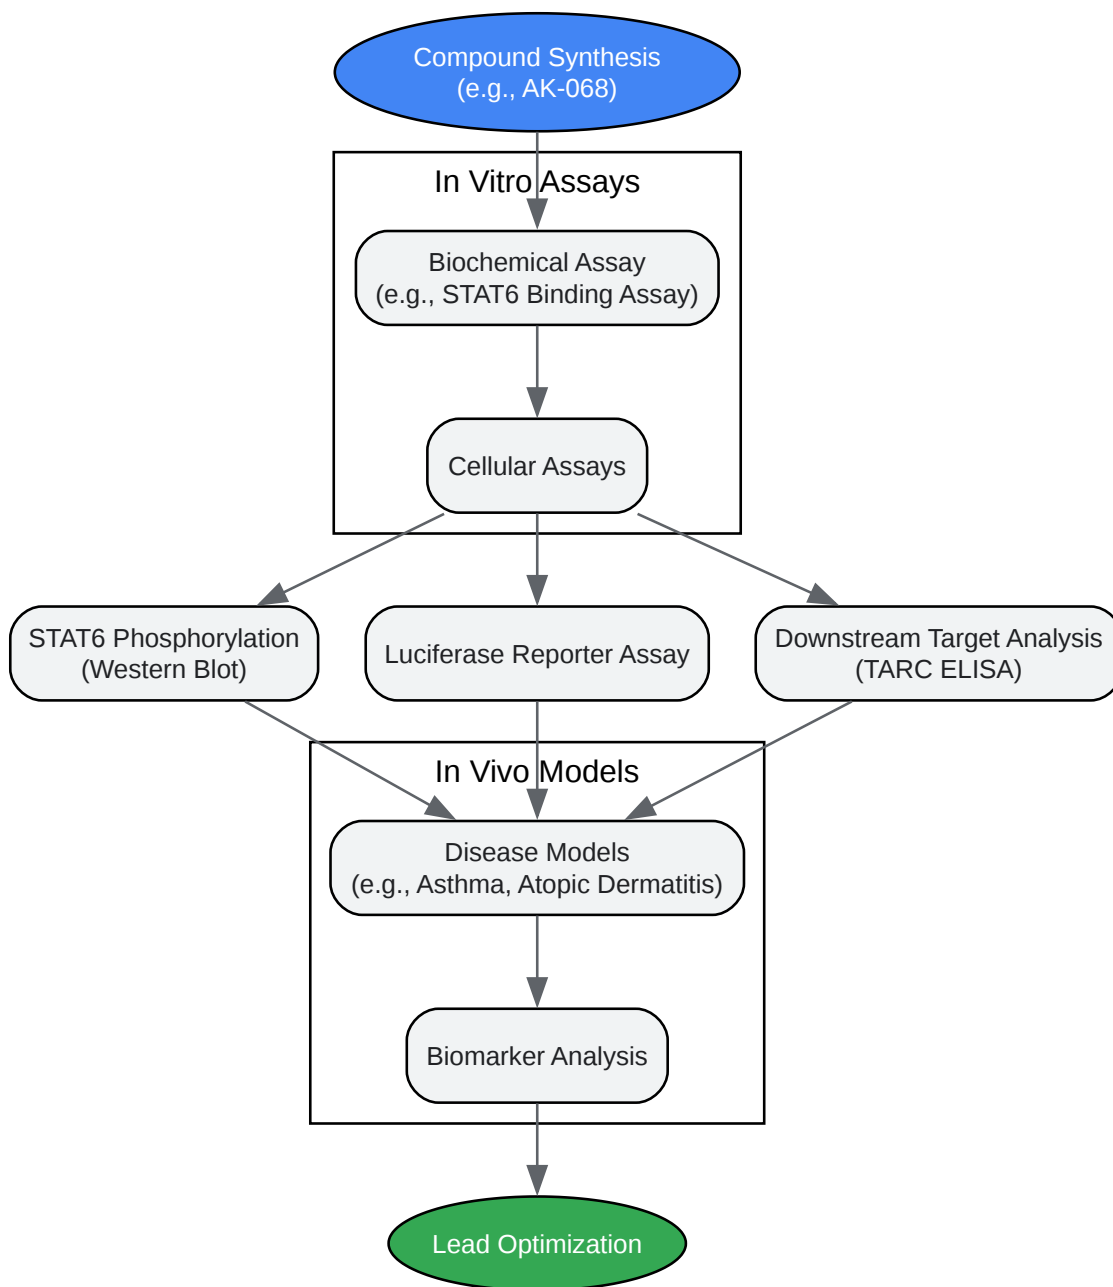 Compound Synthesis
(e.g., AK-068)
In Vitro Assays
Biochemical Assay
(e.g., STAT6 Binding Assay)
Cellular Assays
STAT6 Phosphorylation
(Western Blot)
Luciferase Reporter Assay
Downstream Target Analysis
(TARC ELISA)
In Vivo Models
Disease Models
(e.g., Asthma, Atopic Dermatitis)
Biomarker Analysis
Lead Optimization